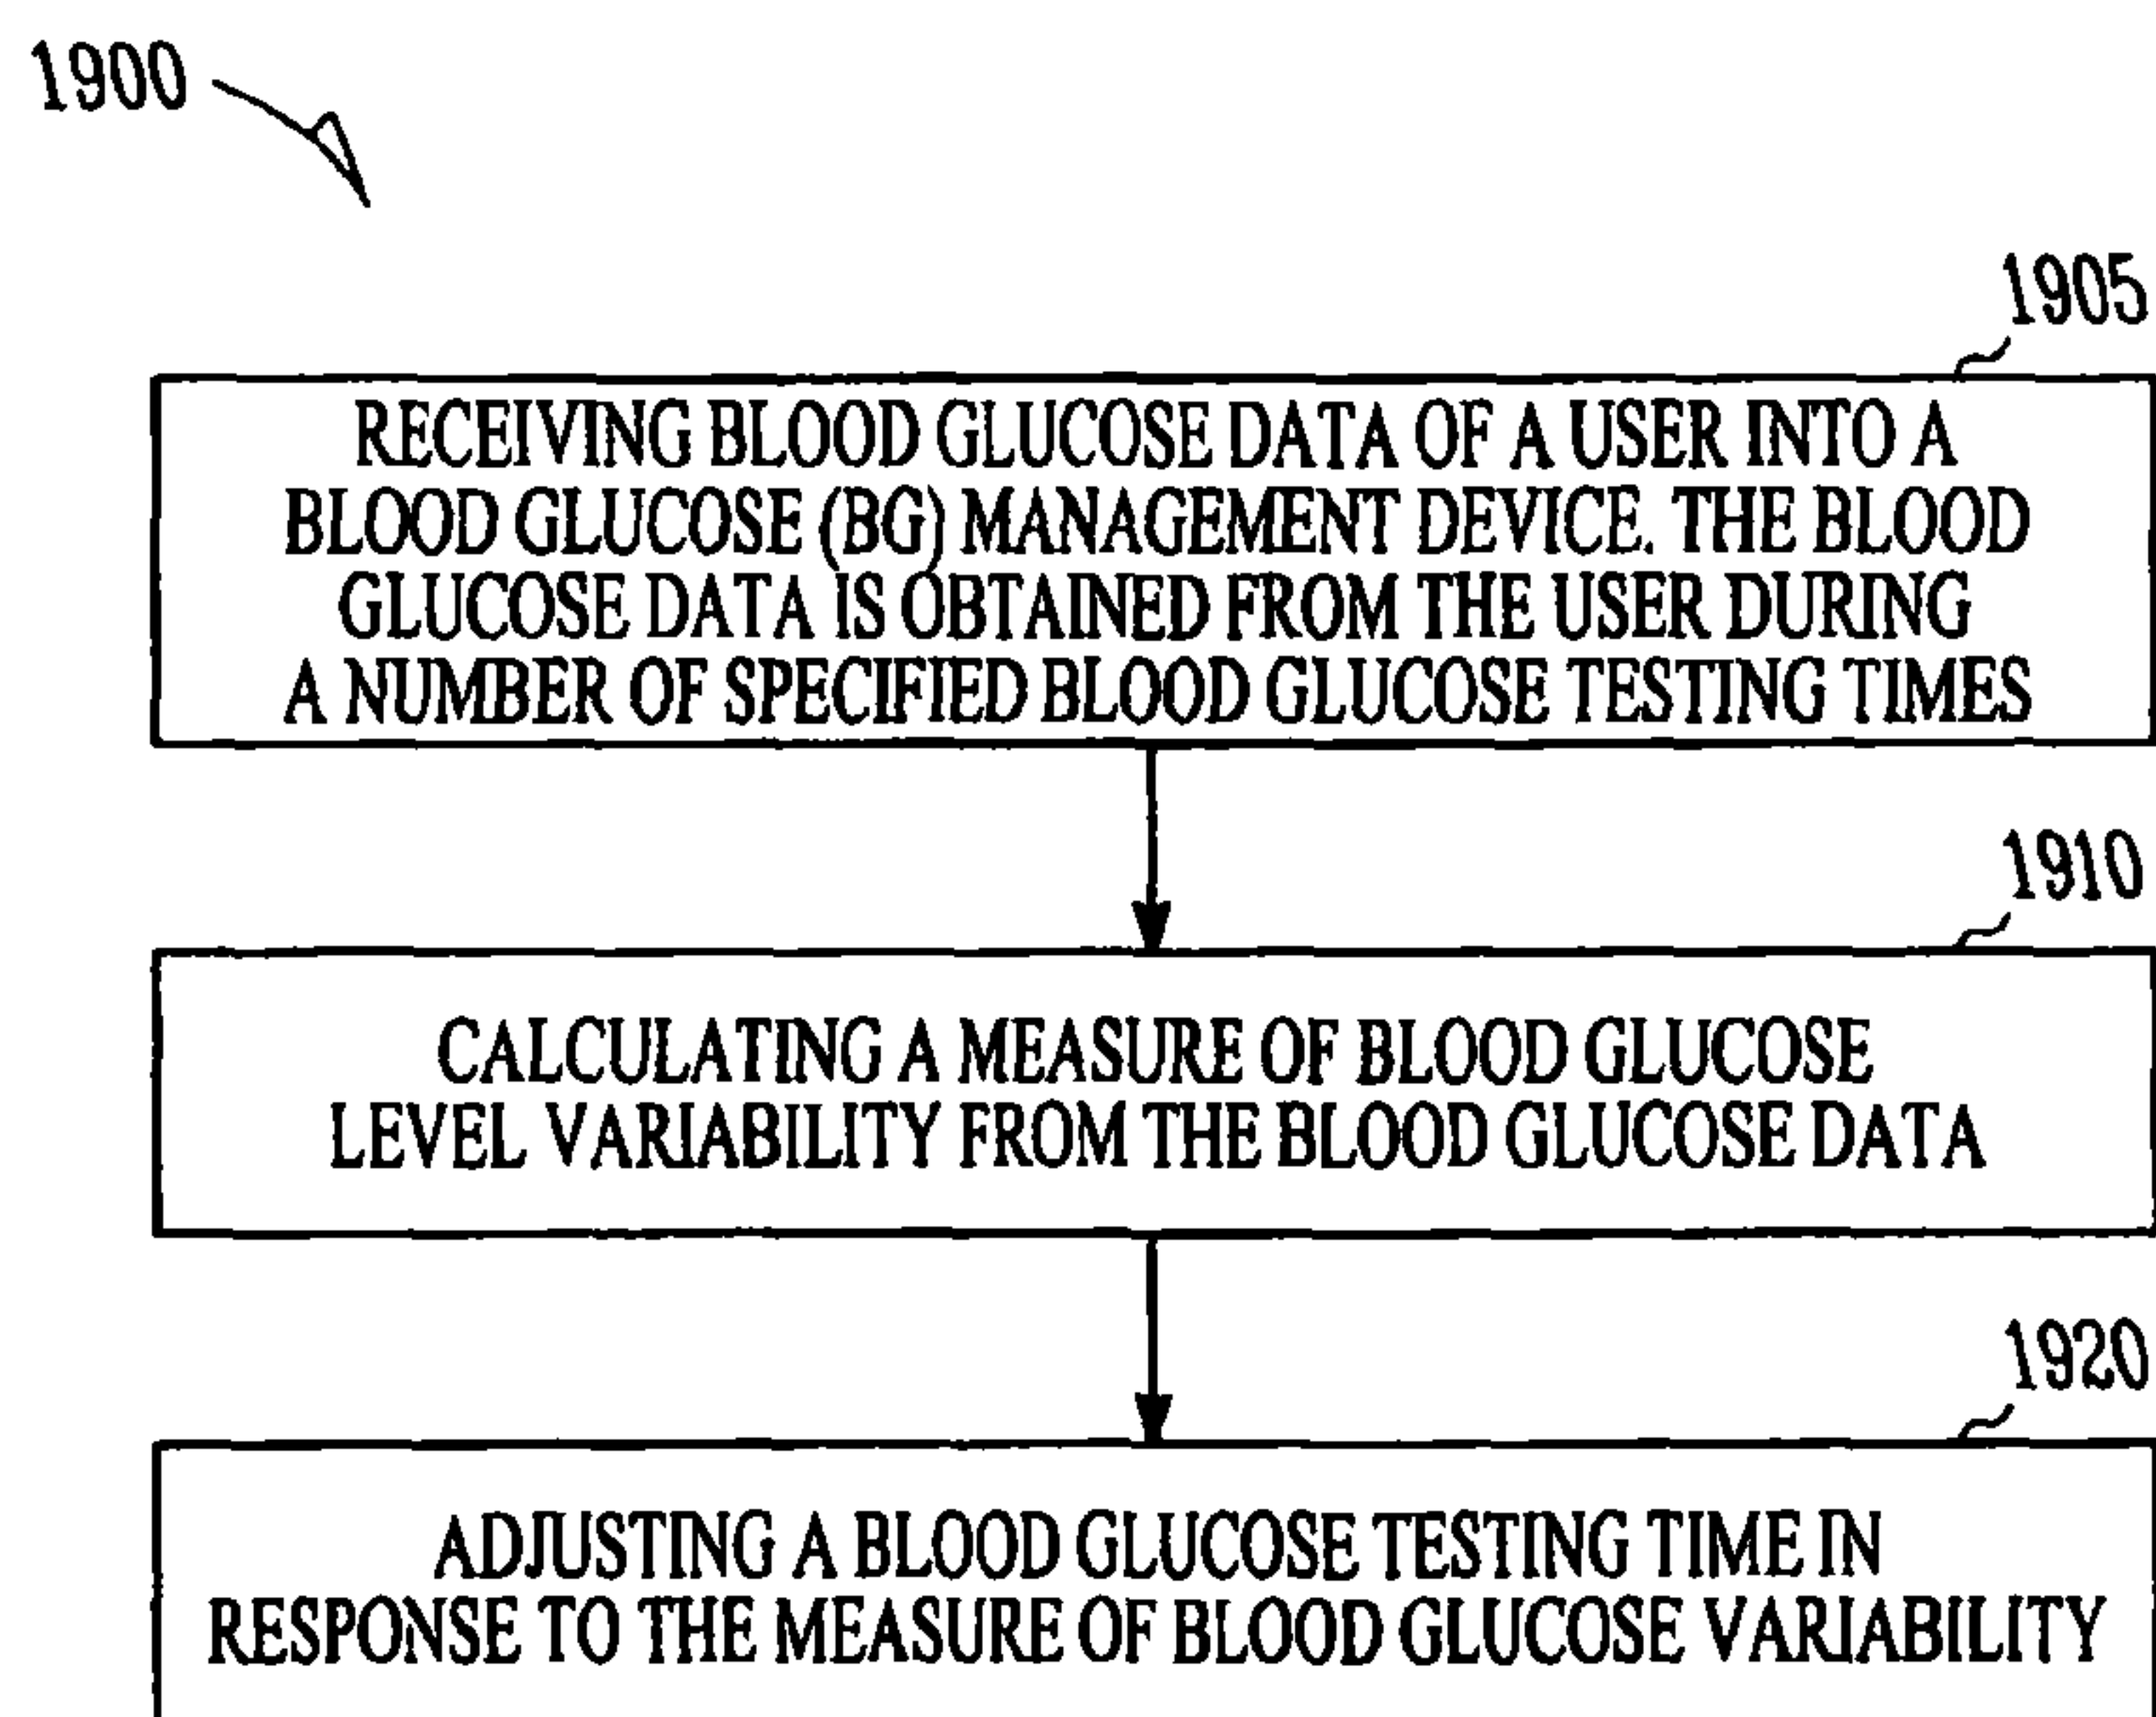 1900
1905
RECEIVING BLOOD GLUCOSE DATA OF A USER INTO A
BLOOD GLUCOSE (BG) MANAGEMENT DEVICE. THE BLOOD
GLUCOSE DATA IS OBTAINED FROM THE USER DURING
A NUMBER OF SPECIFIED BLOOD GLUCOSE TESTING TIMES
1910
CALCULATING A MEASURE OF BLOOD GLUCOSE
LEVEL VARIABILITY FROM THE BLOOD GLUCOSE DATA
1920
ADJUSTING A BLOOD GLUCOSE TESTING TIME IN
RESPONSE TO THE MEASURE OF BLOOD GLUCOSE VARIABILITY